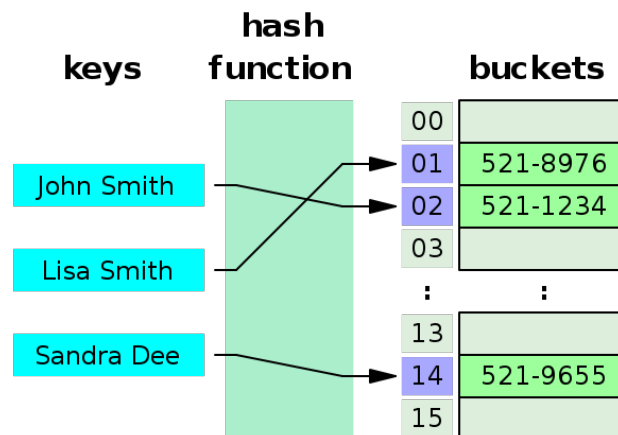 keys
hash
function
buckets
John Smith
Lisa Smith
Sandra Dee
00
01 521-8976
02 521-1234
03
: :
13
14 521-9655
15